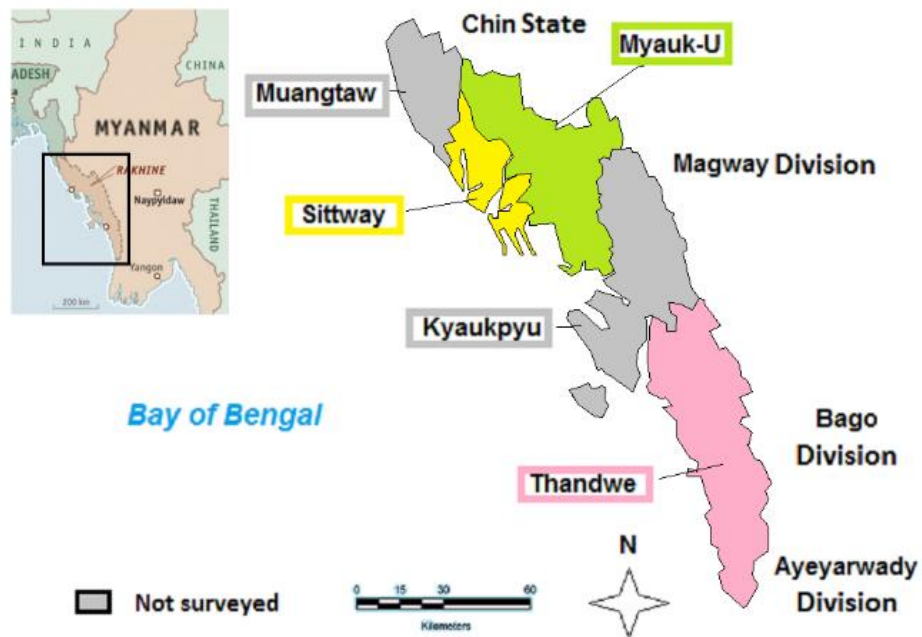 INDIA
ADESH
CHINA
MYANMAR
RAKHINE
Naypyidaw
THAILAND
Yangon
200 km
Chin State
Myauk-U
Muangtaw
Magway Division
Sittway
Kyaukpyu
Bay of Bengal
Bago
Division
Thandwe
N
Ayeyarwady
Division
Not surveyed
0 15 30 60
Kilometers